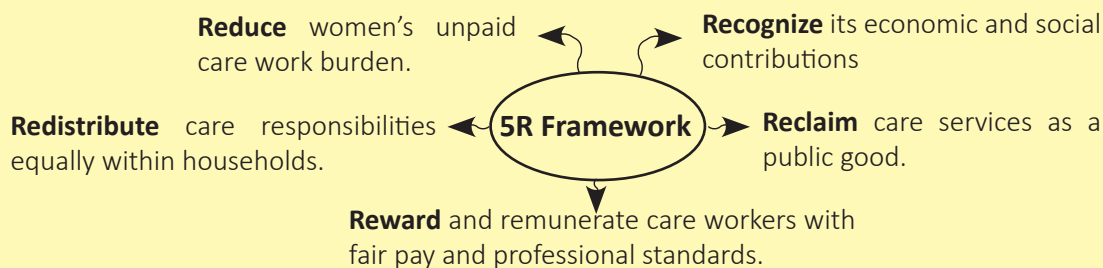 Reduce women’s unpaid
care work burden.
Recognize its economic and social
contributions
Redistribute care responsibilities
equally within households.
5R Framework
Reclaim care services as a
public good.
Reward and remunerate care workers with
fair pay and professional standards.